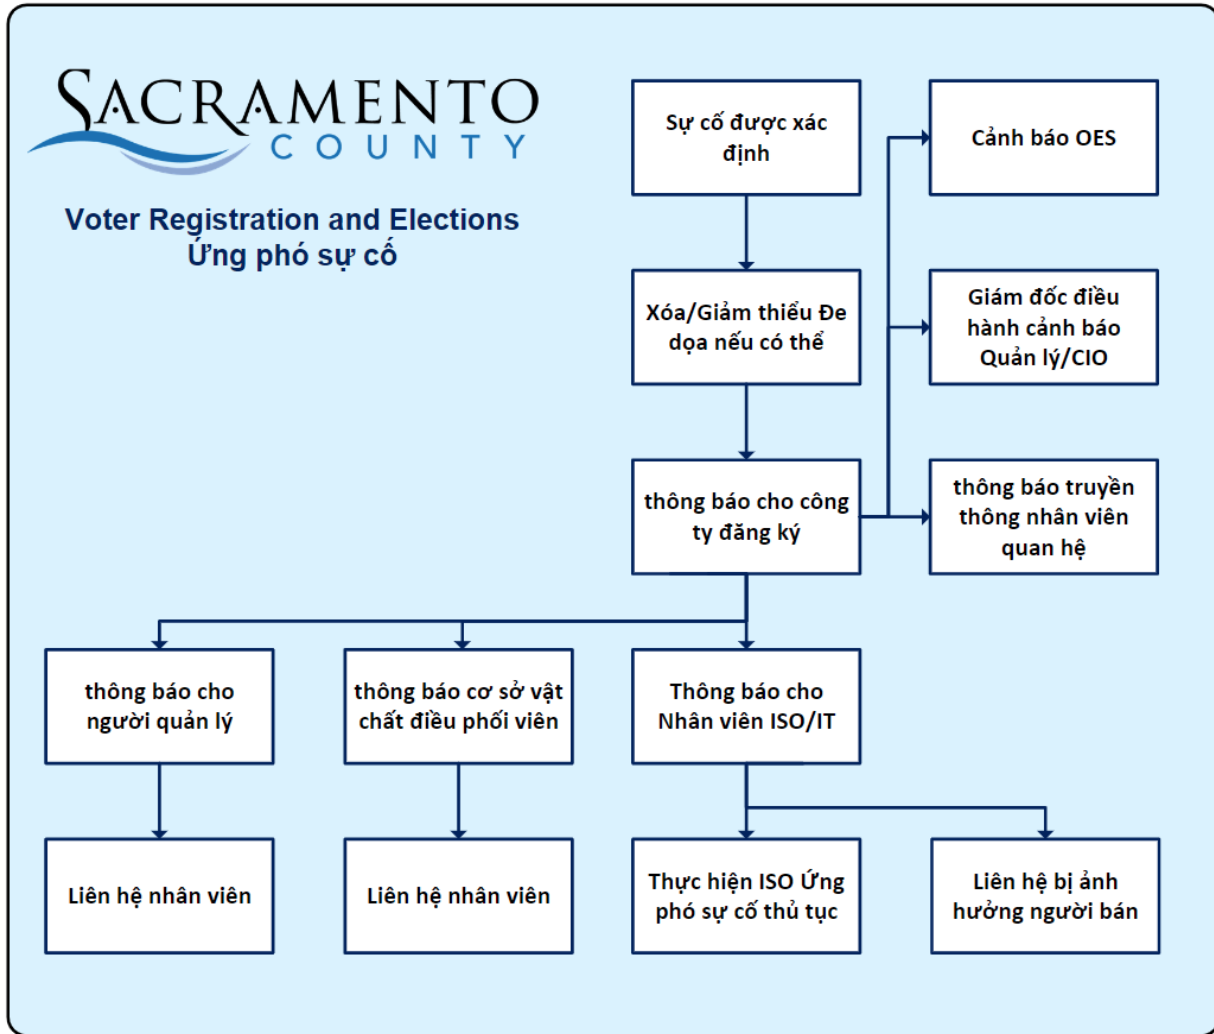 SACRAMENTO
COUNTY
Voter Registration and Elections
Ứng phó sự cố
Sự cố được xác
định
Cảnh báo OES
Xóa/Giảm thiểu Đe
dọa nếu có thể
Giám đốc điều
hành cảnh báo
Quản lý/CIO
thông báo cho công
ty đăng ký
thông báo truyền
thông nhân viên
quan hệ
thông báo cho
người quản lý
thông báo cơ sở vật
chất điều phối viên
Thông báo cho
Nhân viên ISO/IT
Liên hệ nhân viên
Liên hệ nhân viên
Thực hiện ISO Ứng
phó sự cố thủ tục
Liên hệ bị ảnh
hưởng người bán